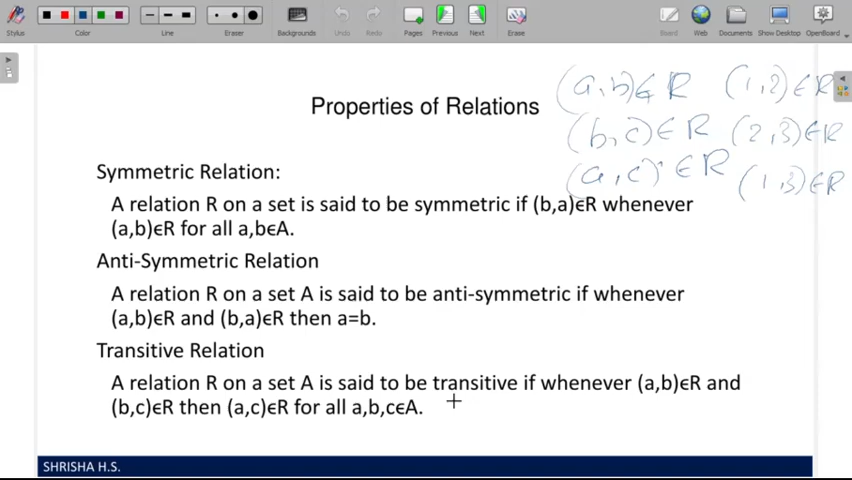 Stylus
Color
Line
Eraser
Backgrounds
Undo
Redo
Pages
Previous
Next
Erase
Board
Web
Documents
Show Desktop
OpenBoard
(a,b)∈R (1,2)∈R
Properties of Relations
(b,c)∈R (2,3)∈R
(a,c)∈R (1,3)∈R
Symmetric Relation:
A relation R on a set is said to be symmetric if (b,a)ϵR whenever
(a,b)ϵR for all a,bϵA.
Anti-Symmetric Relation
A relation R on a set A is said to be anti-symmetric if whenever
(a,b)ϵR and (b,a)ϵR then a=b.
Transitive Relation
A relation R on a set A is said to be transitive if whenever (a,b)ϵR and
(b,c)ϵR then (a,c)ϵR for all a,b,cϵA.
SHRISHA H.S.